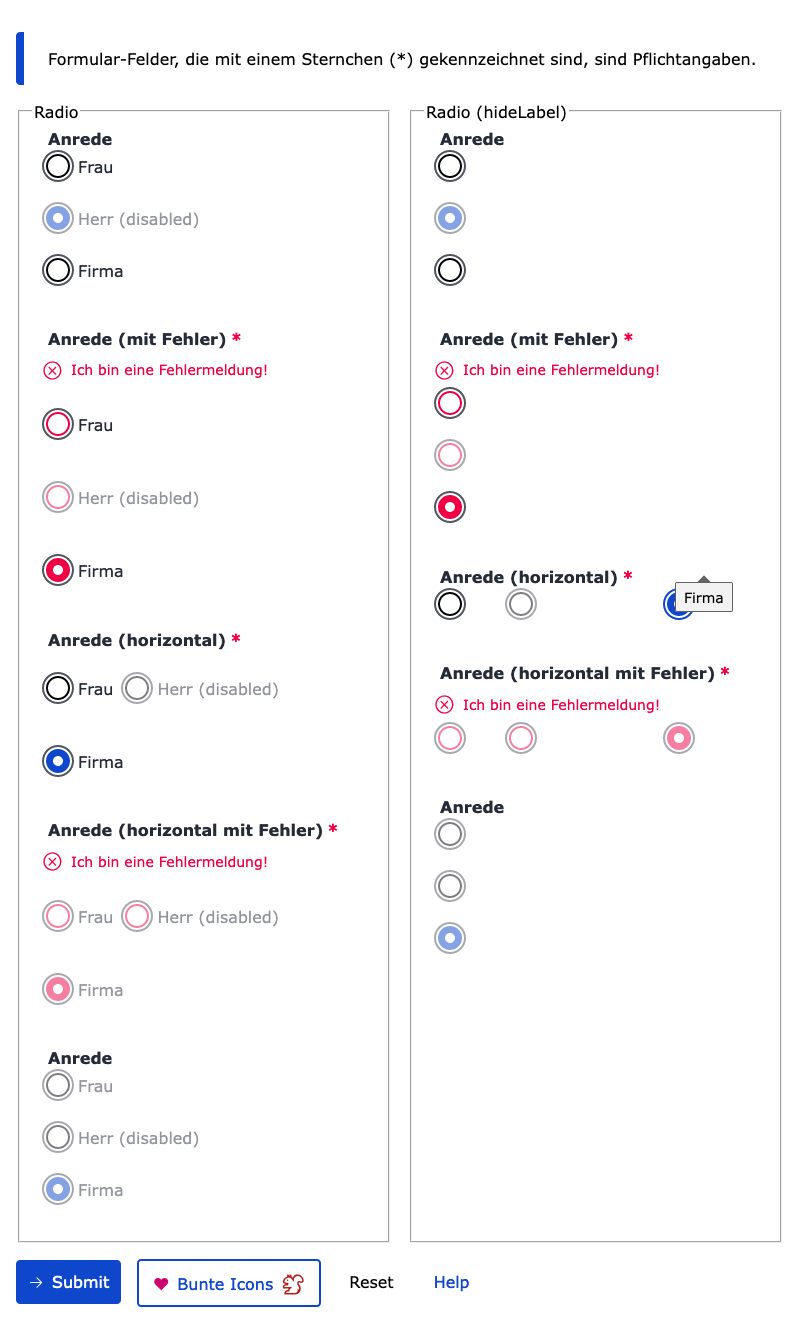 Formular-Felder, die mit einem Sternchen (*) gekennzeichnet sind, sind Pflichtangaben.
Radio
Anrede
Frau
Herr (disabled)
Firma
Anrede (mit Fehler) *
Ich bin eine Fehlermeldung!
Frau
Herr (disabled)
Firma
Anrede (horizontal) *
Frau Herr (disabled)
Firma
Anrede (horizontal mit Fehler) *
Ich bin eine Fehlermeldung!
Frau Herr (disabled)
Firma
Anrede
Frau
Herr (disabled)
Firma
Radio (hideLabel)
Anrede
Anrede (mit Fehler) *
Ich bin eine Fehlermeldung!
Anrede (horizontal) *
Firma
Anrede (horizontal mit Fehler) *
Ich bin eine Fehlermeldung!
Anrede
Submit Bunte Icons Reset Help